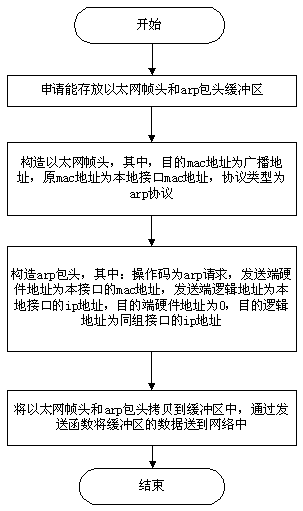 开始
申请能存放以太网帧头和arp包头缓冲区
构造以太网帧头，其中，目的mac地址为广播地
址，原mac地址为本地接口mac地址，协议类型为
arp协议
构造arp包头，其中：操作码为arp请求，发送端硬
件地址为本接口的mac地址，发送端逻辑地址为本
地接口的ip地址，目的端硬件地址为0，目的逻辑
地址为同组接口的ip地址
将以太网帧头和arp包头拷贝到缓冲区中，通过发
送函数将缓冲区的数据送到网络中
结束